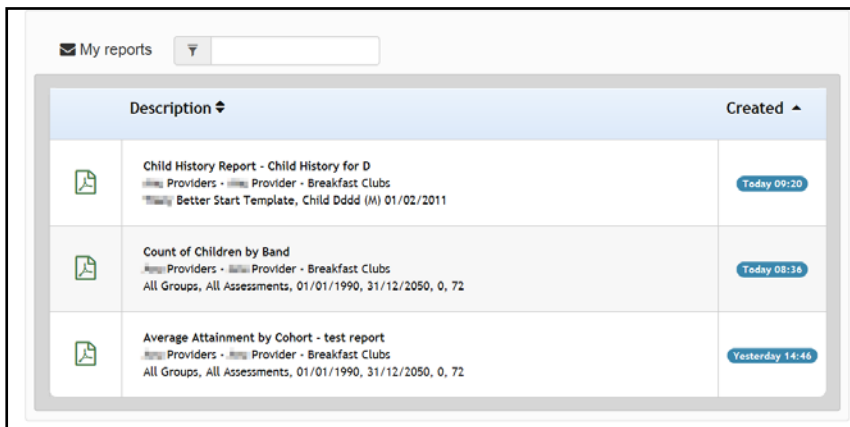 My reports
Description Created
Child History Report - Child History for D
Providers - Provider - Breakfast Clubs
Better Start Template, Child Dddd (M) 01/02/2011
Today 09:20
Count of Children by Band
Providers - Provider - Breakfast Clubs
All Groups, All Assessments, 01/01/1990, 31/12/2050, 0, 72
Today 08:36
Average Attainment by Cohort - test report
Providers - Provider - Breakfast Clubs
All Groups, All Assessments, 01/01/1990, 31/12/2050, 0, 72
Yesterday 14:46